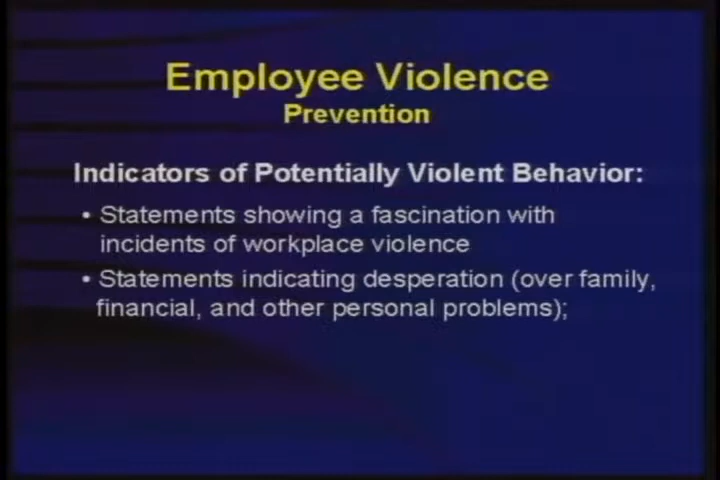 Employee Violence
Prevention
Indicators of Potentially Violent Behavior:
• Statements showing a fascination with
incidents of workplace violence
• Statements indicating desperation (over family,
financial, and other personal problems);